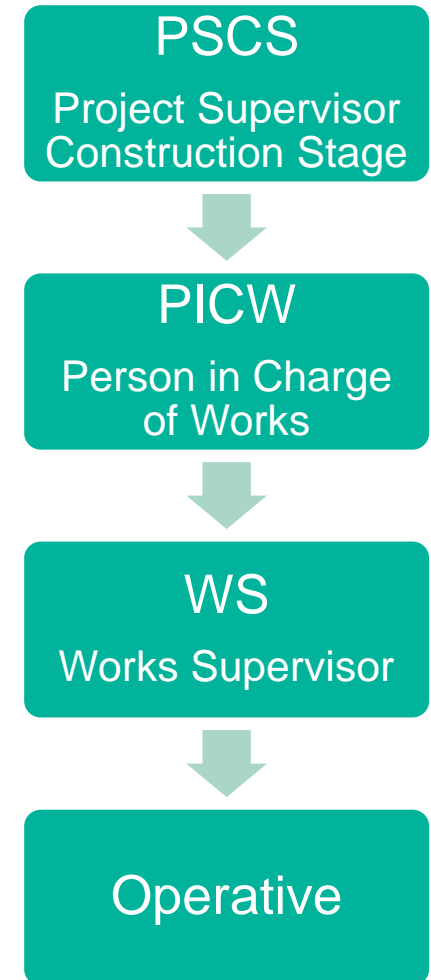 PSCS
Project Supervisor
Construction Stage
PICW
Person in Charge
of Works
WS
Works Supervisor
Operative